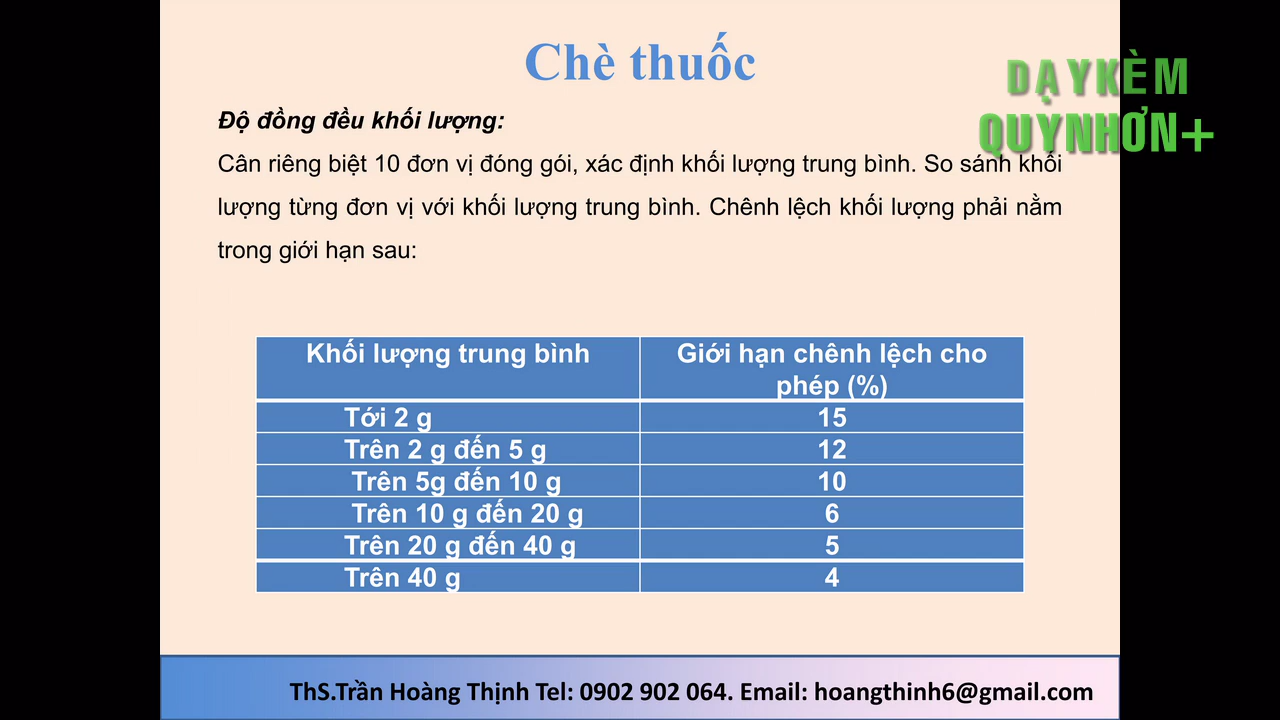 Chè thuốc
DẠYKÈM
QUYNHƠN+
Độ đồng đều khối lượng:
Cân riêng biệt 10 đơn vị đóng gói, xác định khối lượng trung bình. So sánh khối
lượng từng đơn vị với khối lượng trung bình. Chênh lệch khối lượng phải nằm
trong giới hạn sau:
Khối lượng trung bình
Giới hạn chênh lệch cho
phép (%)
Tới 2 g 15
Trên 2 g đến 5 g 12
Trên 5g đến 10 g 10
Trên 10 g đến 20 g 6
Trên 20 g đến 40 g 5
Trên 40 g 4
ThS.Trần Hoàng Thịnh Tel: 0902 902 064. Email: hoangthinh6@gmail.com